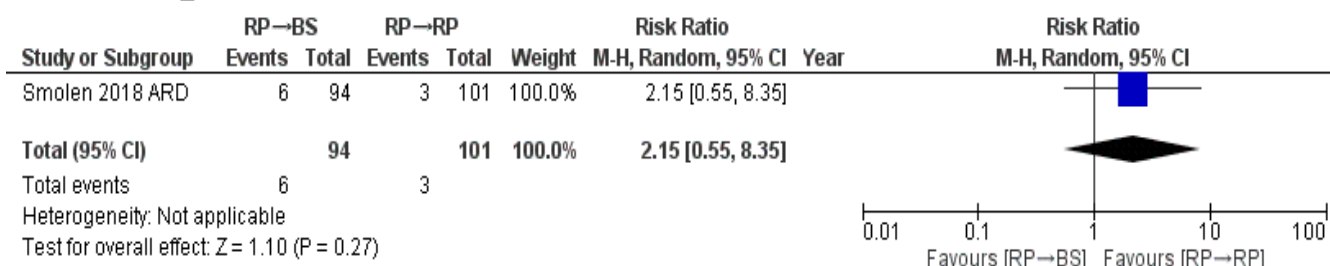 RP→BS RP→RP Risk Ratio Risk Ratio
Study or Subgroup Events Total Events Total Weight M-H, Random, 95% CI Year M-H, Random, 95% CI
Smolen 2018 ARD 6 94 3 101 100.0% 2.15 [0.55, 8.35]
Total (95% CI) 94 101 100.0% 2.15 [0.55, 8.35]
Total events 6 3
Heterogeneity: Not applicable
Test for overall effect: Z = 1.10 (P = 0.27)
0.01 0.1 1 10 100
Favours [RP→BS] Favours [RP→RP]